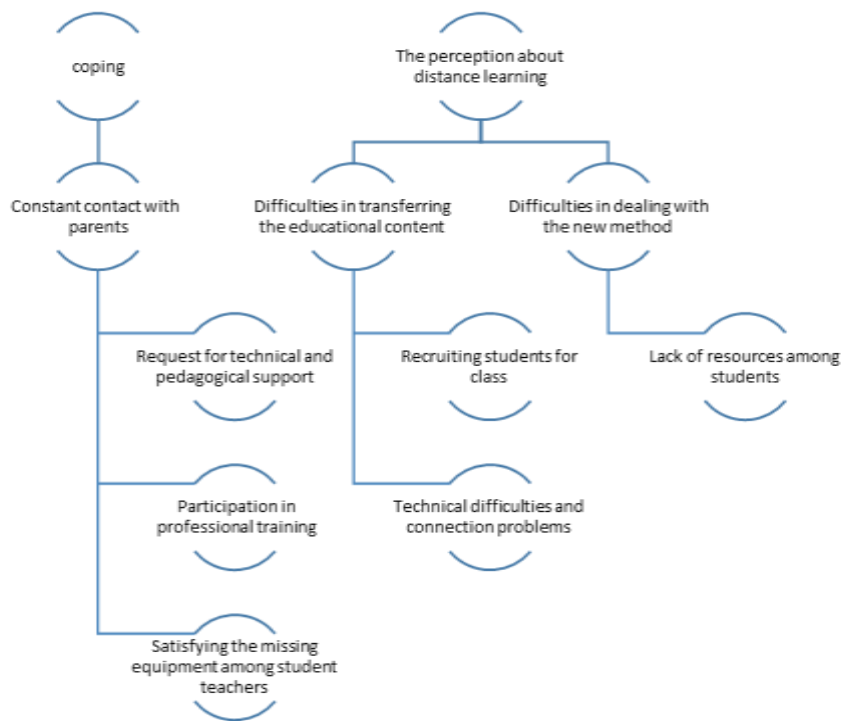 coping
The perception about
distance learning
Constant contact with
parents
Difficulties in transferring
the educational content
Difficulties in dealing with
the new method
Request for technical and
pedagogical support
Recruiting students for
class
Lack of resources among
students
Participation in
professional training
Technical difficulties and
connection problems
Satisfying the missing
equipment among student
teachers